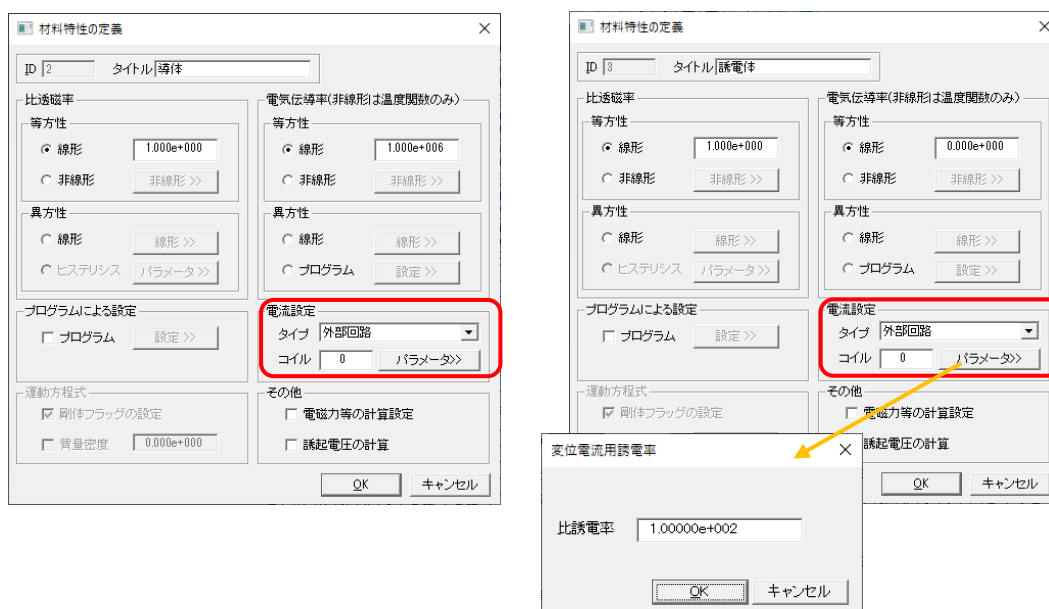 材料特性の定義
ID 2 タイトル 導体
比透磁率
等方性
線形 1.000e+000
非線形 非線形 >>
異方性
線形 線形 >>
ヒステリシス パラメータ >>
プログラムによる設定
プログラム 設定 >>
運動方程式
剛体フラッグの設定
質量密度 0.000e+000
電気伝導率(非線形は温度関数のみ)
等方性
線形 1.000e+006
非線形 非線形 >>
異方性
線形 線形 >>
プログラム 設定 >>
電流設定
タイプ 外部回路
コイル 0 パラメータ>>
その他
電磁力等の計算設定
誘起電圧の計算
OK キャンセル
材料特性の定義
ID 3 タイトル 誘電体
比透磁率
等方性
線形 1.000e+000
非線形 非線形 >>
異方性
線形 線形 >>
ヒステリシス パラメータ >>
プログラムによる設定
プログラム 設定 >>
運動方程式
剛体フラッグの設定
電気伝導率(非線形は温度関数のみ)
等方性
線形 0.000e+000
非線形 非線形 >>
異方性
線形 線形 >>
プログラム 設定 >>
電流設定
タイプ 外部回路
コイル 0 パラメータ>>
その他
電磁力等の計算設定
誘起電圧の計算
OK キャンセル
変位電流用誘電率
比誘電率 1.00000e+002
OK キャンセル